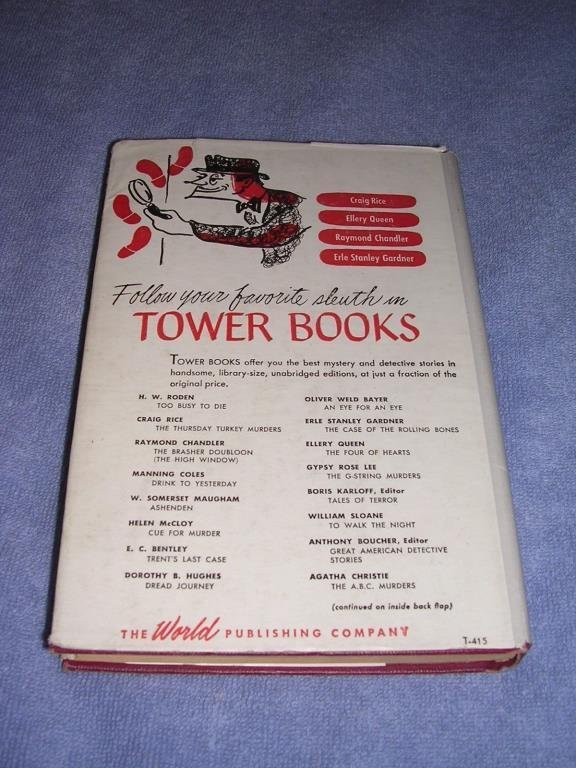 Craig Rice
Ellery Queen
Raymond Chandler
Erle Stanley Gardner
Follow your favorite sleuth in
TOWER BOOKS
TOWER BOOKS offer you the best mystery and detective stories in
handsome, library-size, unabridged editions, at just a fraction of the
original price.
H. W. RODEN
TOO BUSY TO DIE
CRAIG RICE
THE THURSDAY TURKEY MURDERS
RAYMOND CHANDLER
THE BRASHER DOUBLOON
(THE HIGH WINDOW)
MANNING COLES
DRINK TO YESTERDAY
W. SOMERSET MAUGHAM
ASHENDEN
HELEN McCLOY
CUE FOR MURDER
E. C. BENTLEY
TRENT'S LAST CASE
DOROTHY B. HUGHES
DREAD JOURNEY
OLIVER WELD BAYER
AN EYE FOR AN EYE
ERLE STANLEY GARDNER
THE CASE OF THE ROLLING BONES
ELLERY QUEEN
THE FOUR OF HEARTS
GYPSY ROSE LEE
THE G-STRING MURDERS
BORIS KARLOFF, Editor
TALES OF TERROR
WILLIAM SLOANE
TO WALK THE NIGHT
ANTHONY BOUCHER, Editor
GREAT AMERICAN DETECTIVE
STORIES
AGATHA CHRISTIE
THE A.B.C. MURDERS
(continued on inside back flap)
THE World PUBLISHING COMPANY
T-415